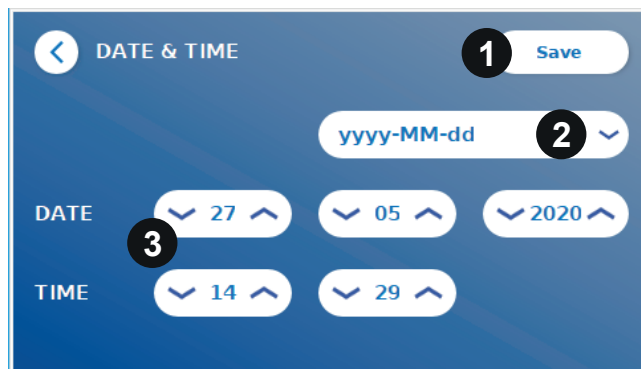 DATE & TIME 1 Save
yyyy-MM-dd 2
DATE 27 05 2020
3
TIME 14 29